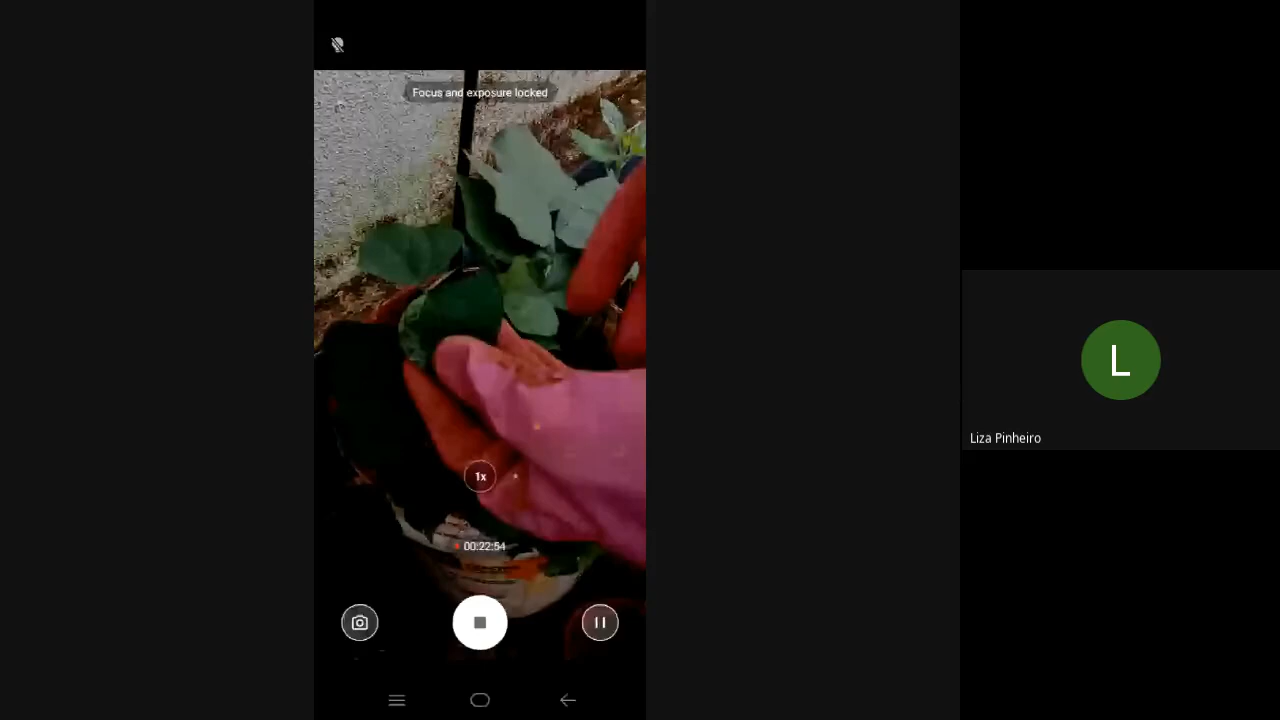 Focus and exposure locked
1x
00:22:54
L
Liza Pinheiro